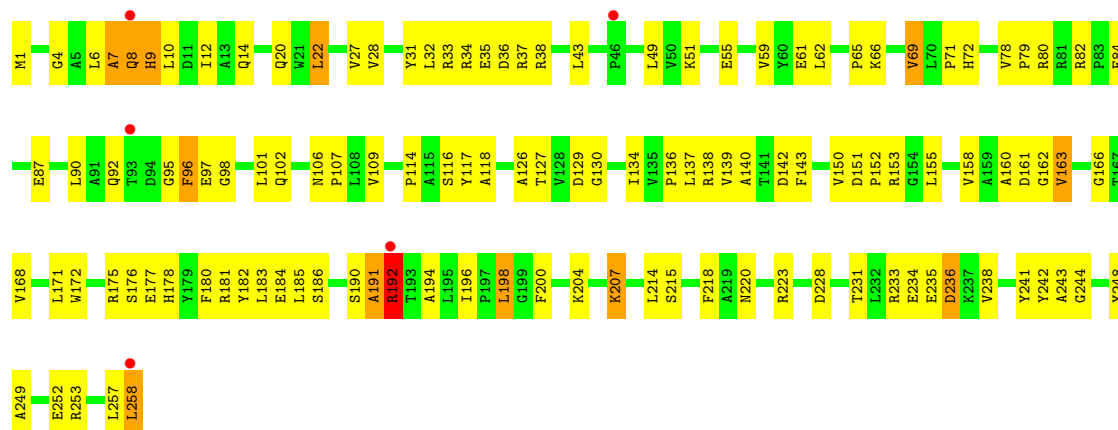 M1 G4 A5 L6 A7 Q8 H9 L10 D11 I12 A13 Q14 Q20 W21 L22 V27 V28 Y31 L32 R33 R34 E35 D36 R37 R38 L43 P46 L49 V50 K51 E55 V59 Y60 E61 L62 P65 K66 V69 L70 P71 H72 V78 P79 R80 R81 R82 P83
E87 L90 A91 Q92 T93 D94 G95 F96 E97 G98 L101 Q102 N106 P107 L108 V109 P114 A115 S116 Y117 A118 A126 T127 V128 D129 G130 I134 V135 P136 L137 R138 V139 A140 T141 D142 F143 V150 D151 P152 R153 G154 L155 V158 A159 A160 D161 G162 V163 G166
V168 L171 W172 R175 S176 E177 H178 Y179 F180 R181 Y182 L183 E184 L185 S186 S190 A191 R192 T193 A194 L195 I196 P197 L198 G199 F200 K204 K207 L214 S215 F218 A219 N220 R223 D228 T231 L232 R233 E234 E235 D236 K237 V238 Y241 Y242 A243 G244
A249 E252 R253 L257 L258